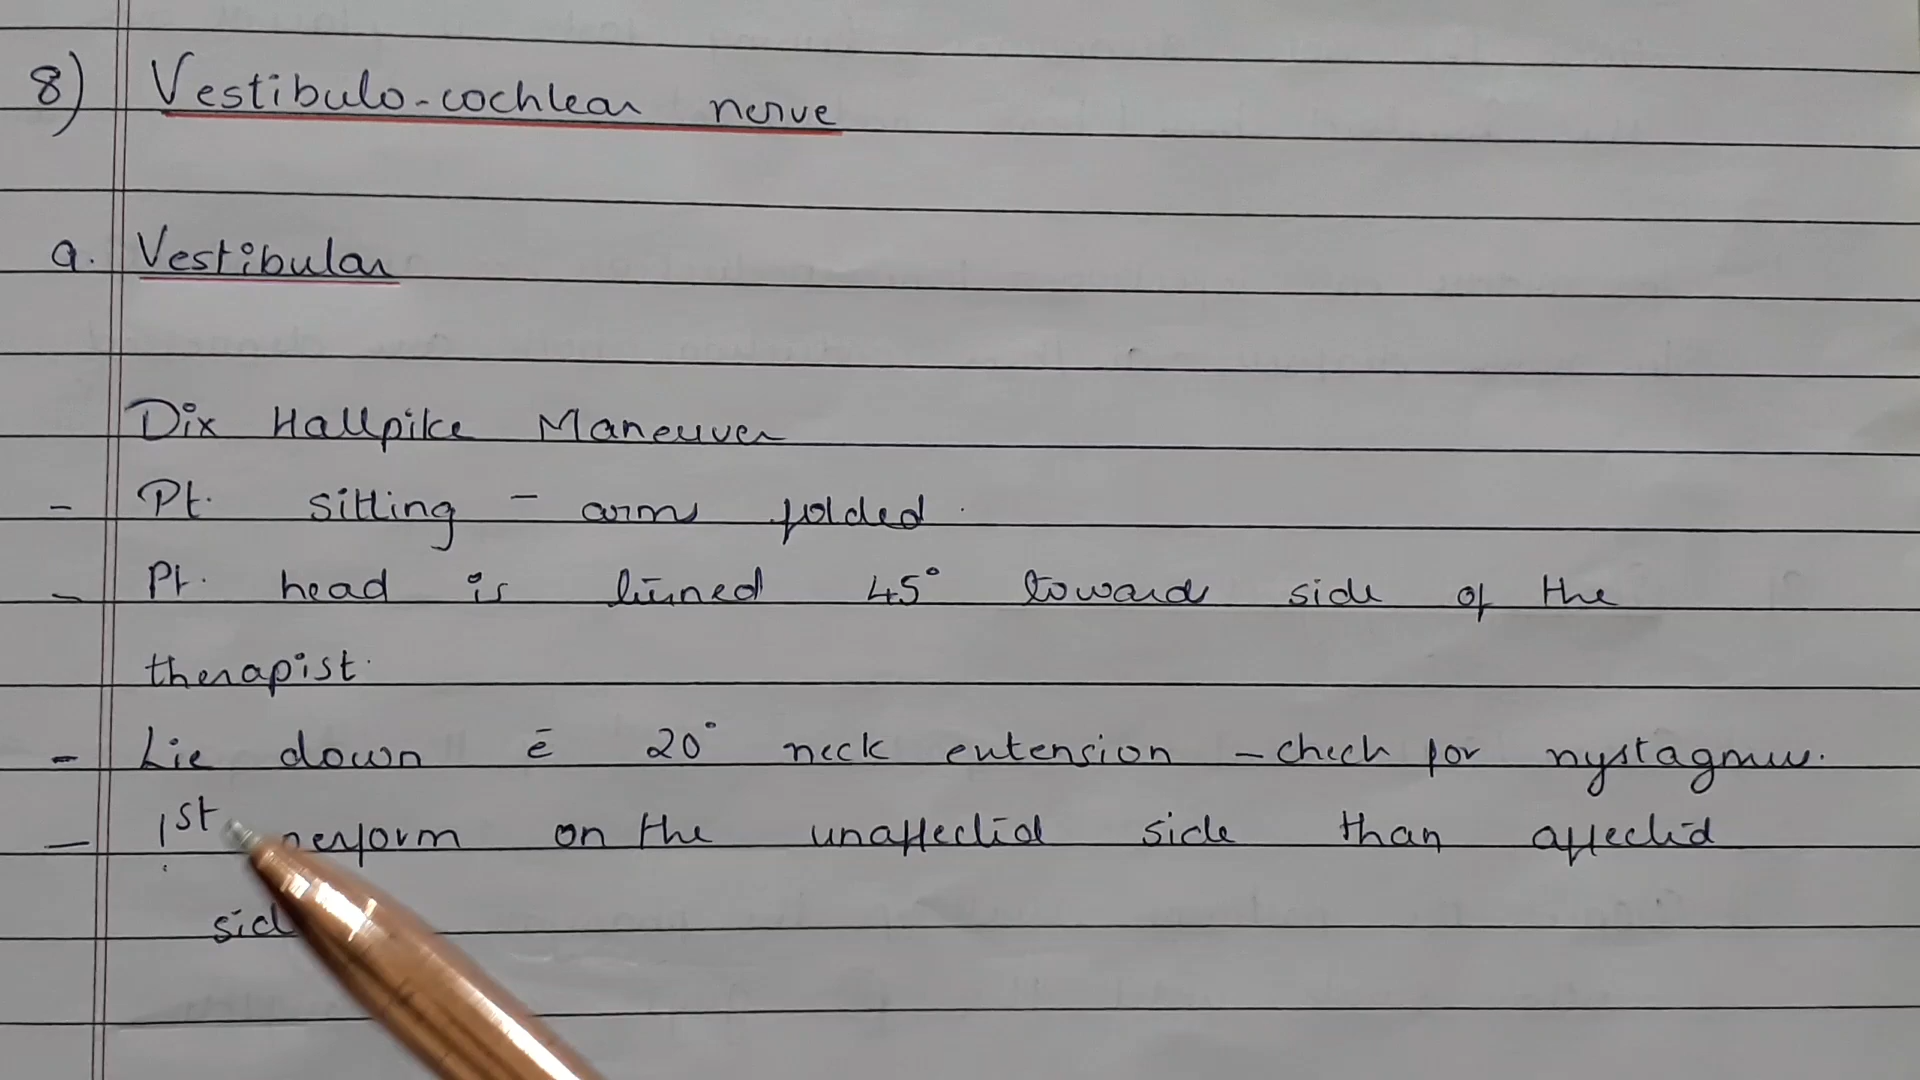 8) Vestibulo-cochlear nerve
a. Vestibular
Dix Hallpike Maneuver
- Pt. sitting - arms folded.
- Pt. head is turned 45° toward side of the
therapist.
- Lie down ē 20° neck extension - check for nystagmus.
- 1st perform on the unaffected side than affected
side